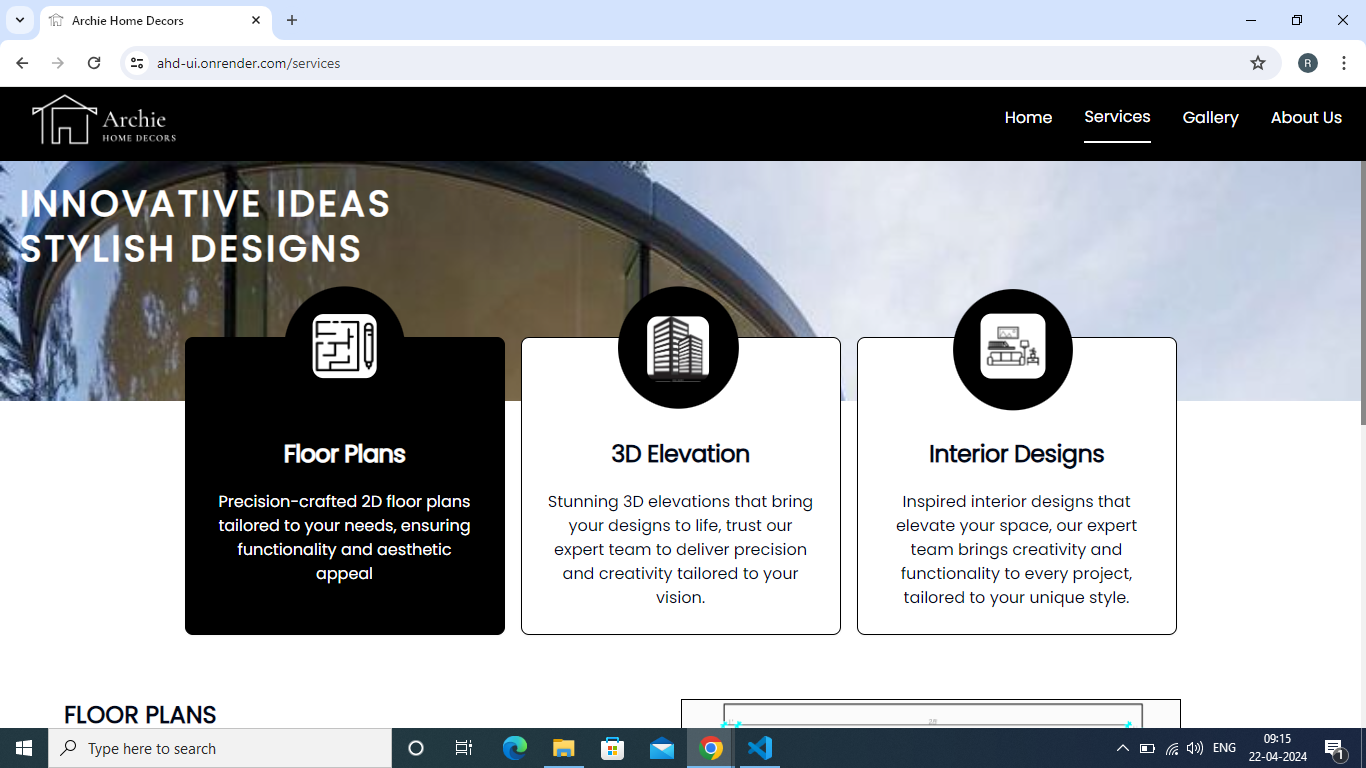 Archie Home Decors
ahd-ui.onrender.com/services
R
Archie
HOME DECORS
Home
Services
Gallery
About Us
INNOVATIVE IDEAS
STYLISH DESIGNS
Floor Plans
Precision-crafted 2D floor plans
tailored to your needs, ensuring
functionality and aesthetic
appeal
3D Elevation
Stunning 3D elevations that bring
your designs to life, trust our
expert team to deliver precision
and creativity tailored to your
vision.
Interior Designs
Inspired interior designs that
elevate your space, our expert
team brings creativity and
functionality to every project,
tailored to your unique style.
FLOOR PLANS
Type here to search
ENG
09:15
22-04-2024
1